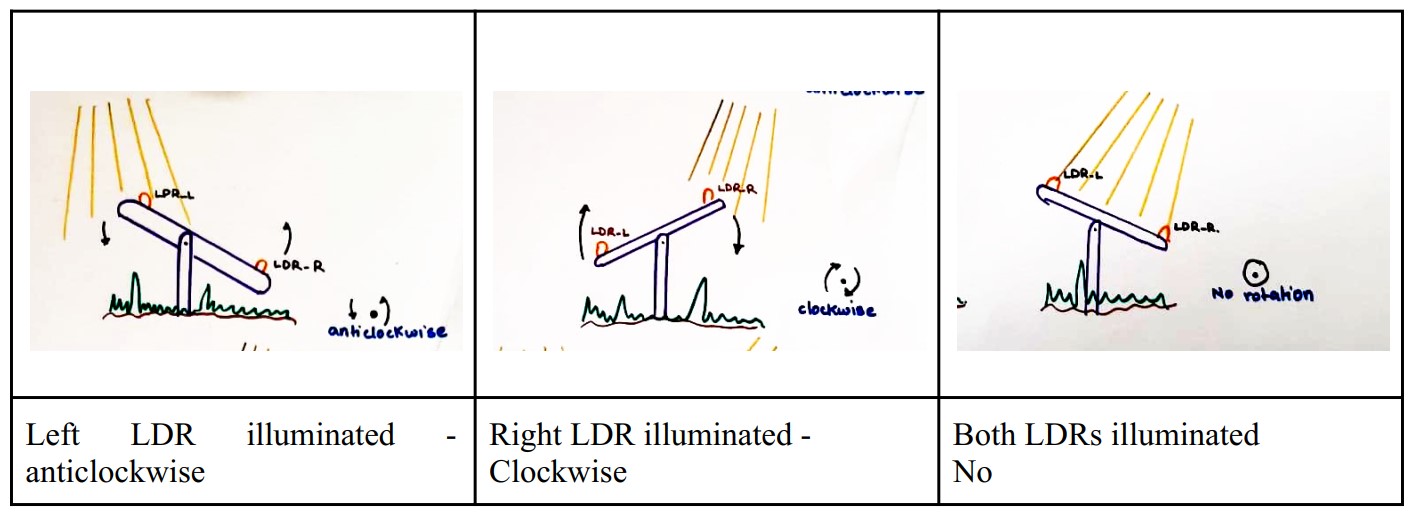 LDR-L
LDR-R
anticlockwise
LDR-R
LDR-L
clockwise
LDR-L
LDR-R.
No rotation
Left LDR illuminated -
anticlockwise
Right LDR illuminated -
Clockwise
Both LDRs illuminated
No